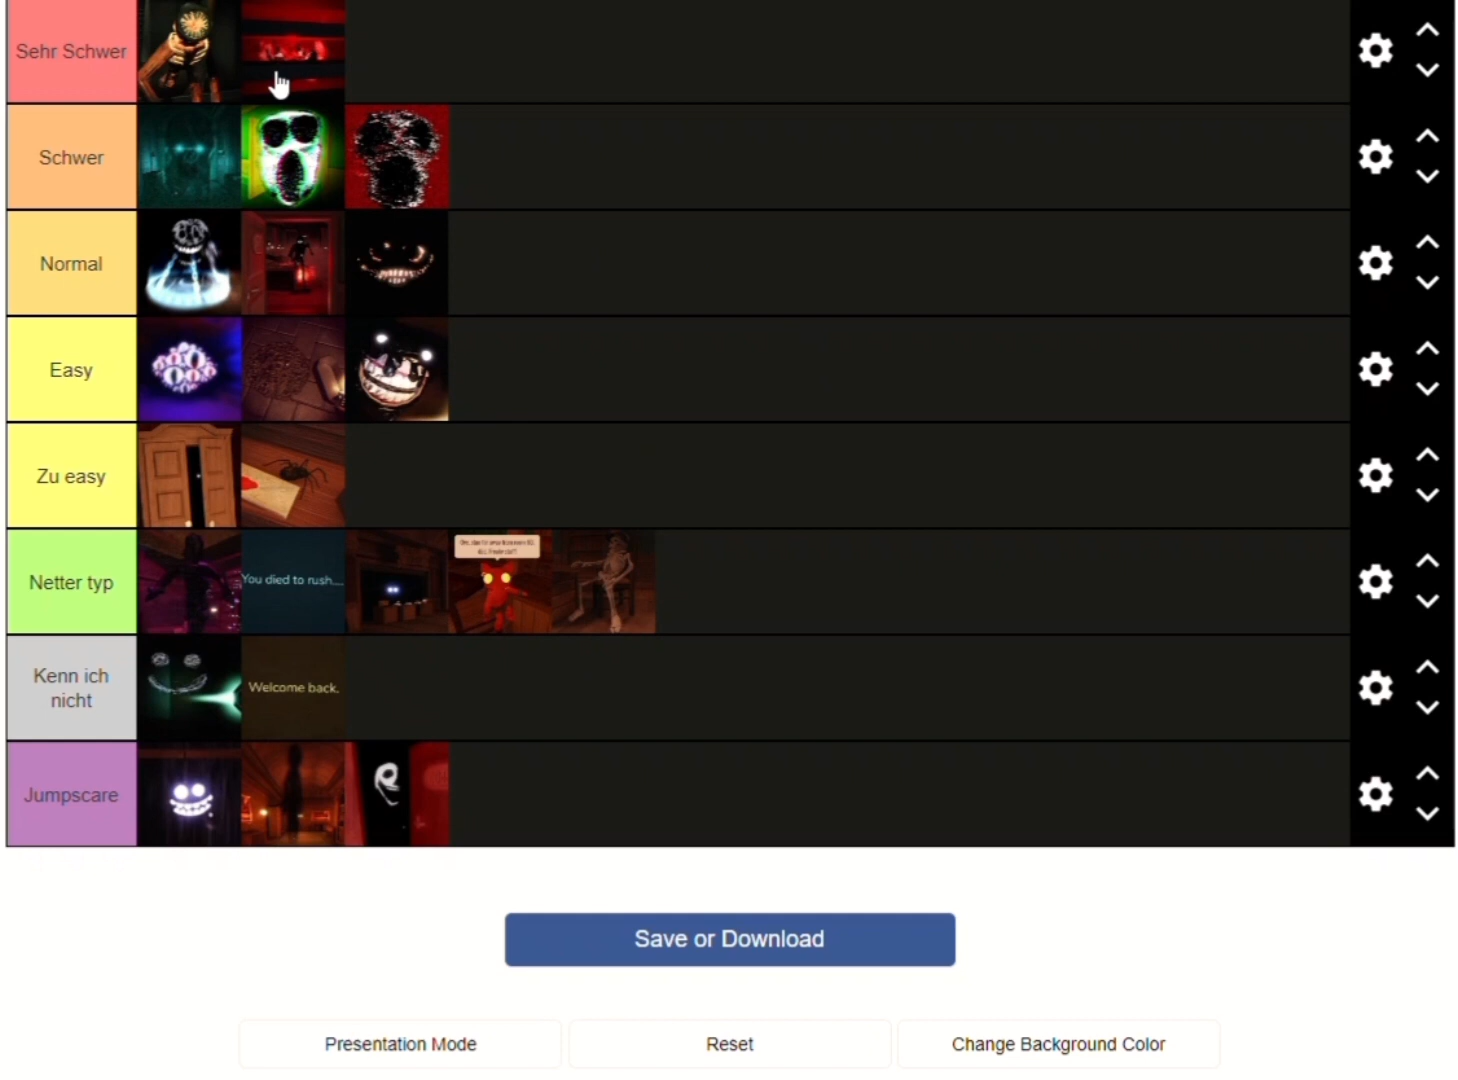 Sehr Schwer
Schwer
Normal
Easy
Zu easy
Netter typ
You died to rush....
Kenn ich
nicht
Welcome back.
Jumpscare
Save or Download
Presentation Mode
Reset
Change Background Color